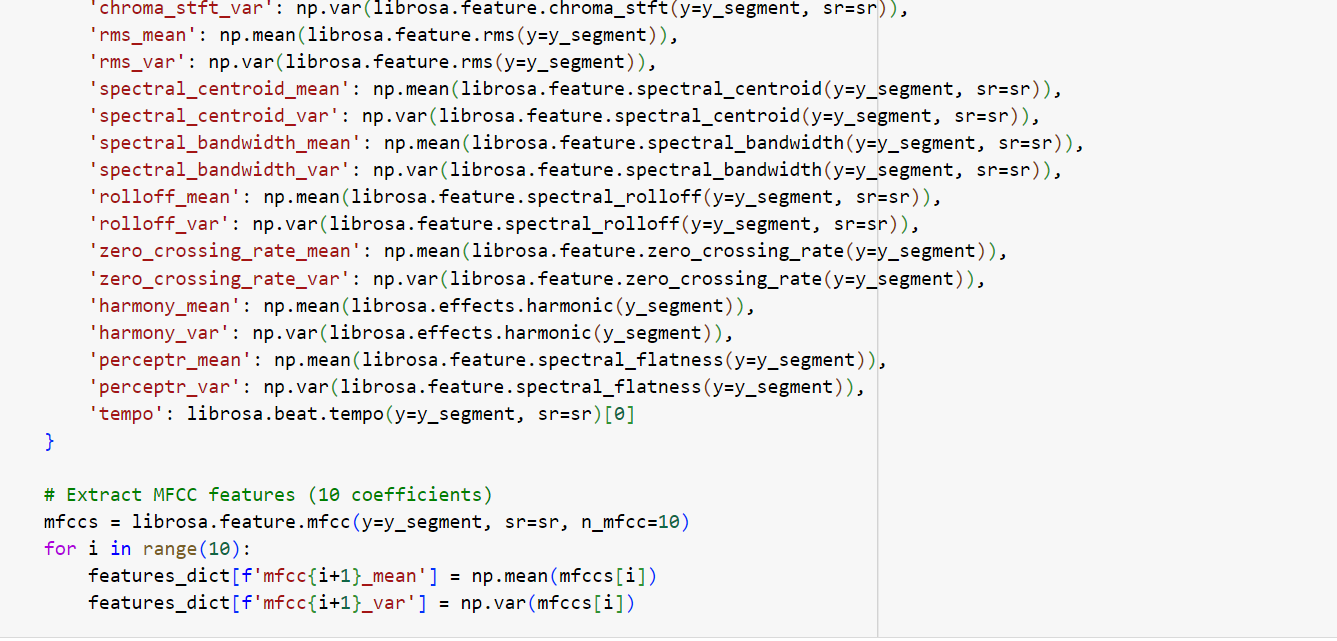 'chroma_stft_var': np.var(librosa.feature.chroma_stft(y=y_segment, sr=sr)),
'rms_mean': np.mean(librosa.feature.rms(y=y_segment)),
'rms_var': np.var(librosa.feature.rms(y=y_segment)),
'spectral_centroid_mean': np.mean(librosa.feature.spectral_centroid(y=y_segment, sr=sr)),
'spectral_centroid_var': np.var(librosa.feature.spectral_centroid(y=y_segment, sr=sr)),
'spectral_bandwidth_mean': np.mean(librosa.feature.spectral_bandwidth(y=y_segment, sr=sr)),
'spectral_bandwidth_var': np.var(librosa.feature.spectral_bandwidth(y=y_segment, sr=sr)),
'rolloff_mean': np.mean(librosa.feature.spectral_rolloff(y=y_segment, sr=sr)),
'rolloff_var': np.var(librosa.feature.spectral_rolloff(y=y_segment, sr=sr)),
'zero_crossing_rate_mean': np.mean(librosa.feature.zero_crossing_rate(y=y_segment)),
'zero_crossing_rate_var': np.var(librosa.feature.zero_crossing_rate(y=y_segment)),
'harmony_mean': np.mean(librosa.effects.harmonic(y_segment)),
'harmony_var': np.var(librosa.effects.harmonic(y_segment)),
'perceptr_mean': np.mean(librosa.feature.spectral_flatness(y=y_segment)),
'perceptr_var': np.var(librosa.feature.spectral_flatness(y=y_segment)),
'tempo': librosa.beat.tempo(y=y_segment, sr=sr)[0]
}
# Extract MFCC features (10 coefficients)
mfccs = librosa.feature.mfcc(y=y_segment, sr=sr, n_mfcc=10)
for i in range(10):
features_dict[f'mfcc{i+1}_mean'] = np.mean(mfccs[i])
features_dict[f'mfcc{i+1}_var'] = np.var(mfccs[i])